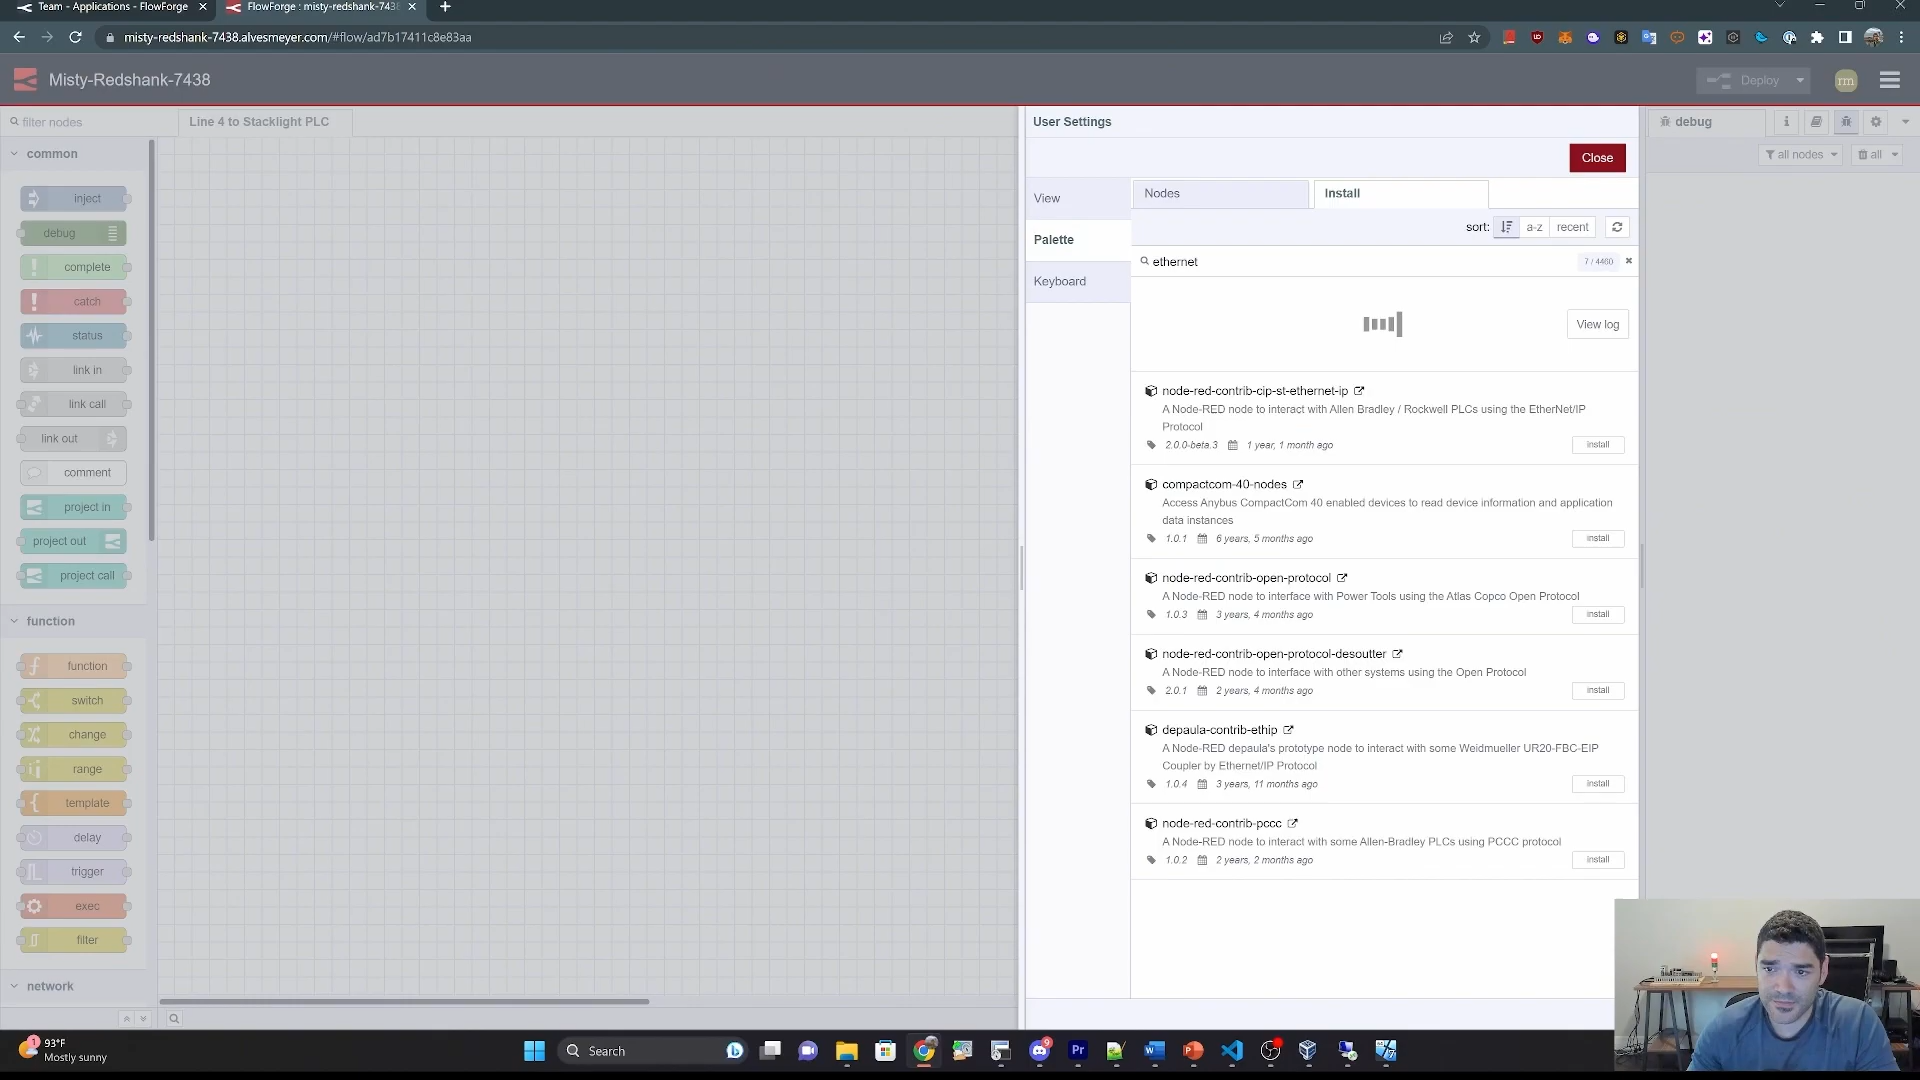 Team - Applications - FlowForge
FlowForge : misty-redshank-7438
misty-redshank-7438.alvesmeyer.com/#flow/ad7b17411c8e83aa
Misty-Redshank-7438
Deploy
rm
filter nodes
Line 4 to Stacklight PLC
User Settings
debug
Close
all nodes
all
common
View
Nodes
Install
sort:
a-z
recent
inject
Palette
debug
ethernet
7 / 4460
complete
Keyboard
catch
View log
status
link in
node-red-contrib-cip-st-ethernet-ip
A Node-RED node to interact with Allen Bradley / Rockwell PLCs using the EtherNet/IP
Protocol
2.0.0-beta.3
1 year, 1 month ago
install
link call
link out
comment
compactcom-40-nodes
Access Anybus CompactCom 40 enabled devices to read device information and application
data instances
1.0.1
6 years, 5 months ago
install
project in
project out
project call
node-red-contrib-open-protocol
A Node-RED node to interface with Power Tools using the Atlas Copco Open Protocol
1.0.3
3 years, 4 months ago
install
function
node-red-contrib-open-protocol-desoutter
A Node-RED node to interface with other systems using the Open Protocol
2.0.1
2 years, 4 months ago
install
function
switch
change
depaula-contrib-ethip
A Node-RED depaula's prototype node to interact with some Weidmueller UR20-FBC-EIP
Coupler by Ethernet/IP Protocol
1.0.4
3 years, 11 months ago
install
range
template
delay
node-red-contrib-pccc
A Node-RED node to interact with some Allen-Bradley PLCs using PCCC protocol
1.0.2
2 years, 2 months ago
install
trigger
exec
filter
network
1
93°F
Mostly sunny
Search
9
Pr